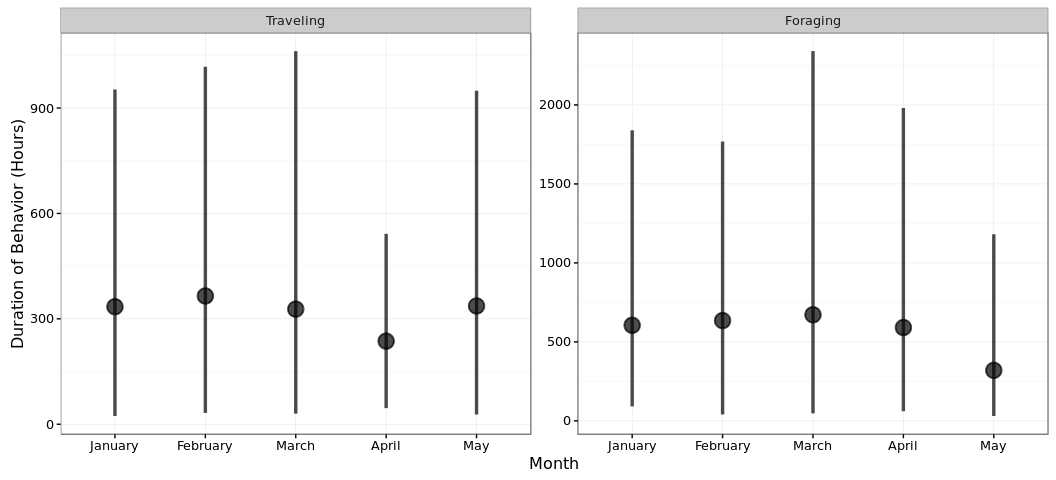 Traveling
Foraging
Duration of Behavior (Hours)
900
600
300
0
2000
1500
1000
500
0
January February March April May
January February March April May
Month